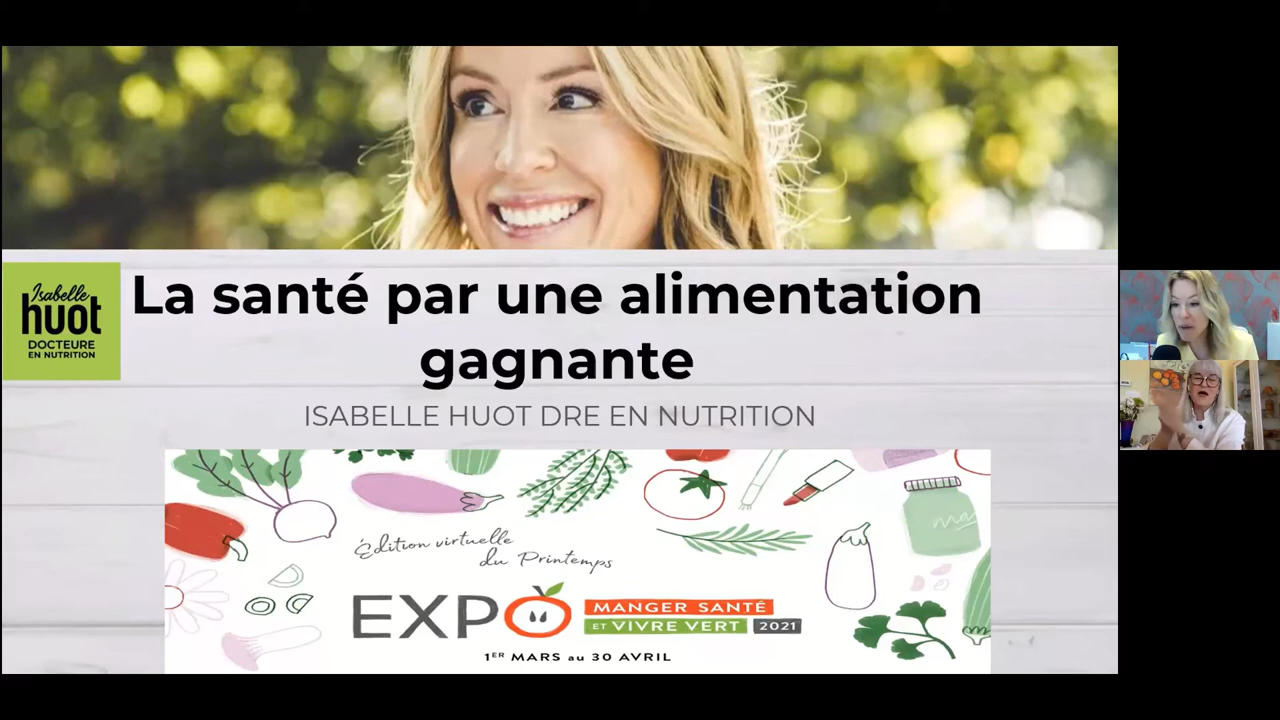 La santé par une alimentation
gagnante
Isabelle
huot
DOCTEURE
EN NUTRITION
ISABELLE HUOT DRE EN NUTRITION
Édition virtuelle
du Printemps
EXPO
MANGER SANTÉ
ET VIVRE VERT 2021
1ER MARS au 30 AVRIL